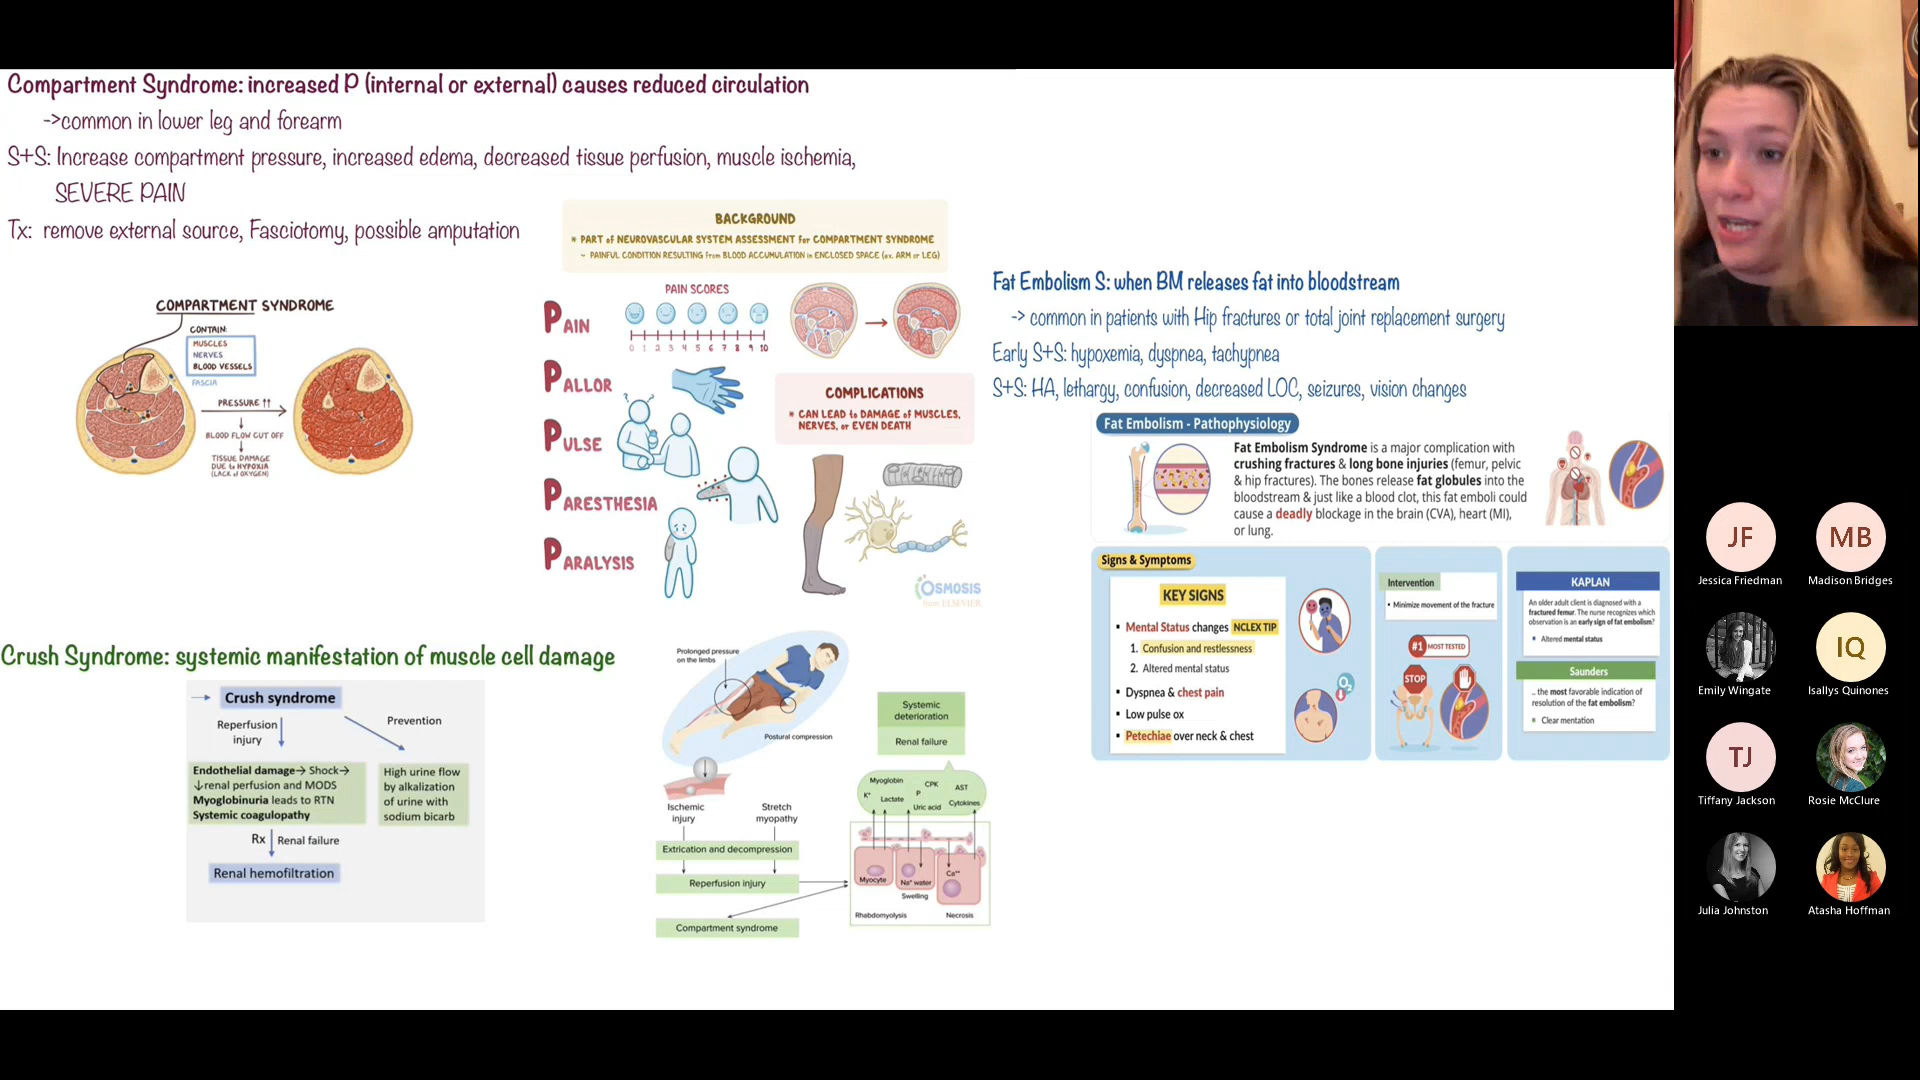 Compartment Syndrome: increased P (internal or external) causes reduced circulation
->common in lower leg and forearm
S+S: Increase compartment pressure, increased edema, decreased tissue perfusion, muscle ischemia,
SEVERE PAIN
Tx: remove external source, Fasciotomy, possible amputation
COMPARTMENT SYNDROME
CONTAIN:
MUSCLES
NERVES
BLOOD VESSELS
FASCIA
PRESSURE ↑↑
BLOOD FLOW CUT OFF
TISSUE DAMAGE
DUE to HYPOXIA
(LACK of OXYGEN)
BACKGROUND
* PART of NEUROVASCULAR SYSTEM ASSESSMENT for COMPARTMENT SYNDROME
~ PAINFUL CONDITION RESULTING from BLOOD ACCUMULATION in ENCLOSED SPACE (ex. ARM or LEG)
PAIN SCORES
0 1 2 3 4 5 6 7 8 9 10
PAIN
PALLOR
PULSE
PARESTHESIA
PARALYSIS
COMPLICATIONS
* CAN LEAD to DAMAGE of MUSCLES,
NERVES, or EVEN DEATH
OSMOSIS
from ELSEVIER
Fat Embolism S: when BM releases fat into bloodstream
-> common in patients with Hip fractures or total joint replacement surgery
Early S+S: hypoxemia, dyspnea, tachypnea
S+S: HA, lethargy, confusion, decreased LOC, seizures, vision changes
Fat Embolism - Pathophysiology
Fat Embolism Syndrome is a major complication with
crushing fractures & long bone injuries (femur, pelvic
& hip fractures). The bones release fat globules into the
bloodstream & just like a blood clot, this fat emboli could
cause a deadly blockage in the brain (CVA), heart (MI),
or lung.
Signs & Symptoms
KEY SIGNS
▪ Mental Status changes NCLEX TIP
1. Confusion and restlessness
2. Altered mental status
▪ Dyspnea & chest pain
▪ Low pulse ox
▪ Petechiae over neck & chest
O2
Intervention
• Minimize movement of the fracture
#1 MOST TESTED
STOP
KAPLAN
An older adult client is diagnosed with a
fractured femur. The nurse recognizes which
observation is an early sign of fat embolism?
▪ Altered mental status
Saunders
... the most favorable indication of
resolution of the fat embolism?
▪ Clear mentation
Crush Syndrome: systemic manifestation of muscle cell damage
Crush syndrome
Reperfusion
injury
Prevention
Endothelial damage→ Shock→
↓renal perfusion and MODS
Myoglobinuria leads to RTN
Systemic coagulopathy
High urine flow
by alkalization
of urine with
sodium bicarb
Rx
Renal failure
Renal hemofiltration
Prolonged pressure
on the limbs
Postural compression
Ischemic
injury
Stretch
myopathy
Extrication and decompression
Reperfusion injury
Compartment syndrome
Systemic
deterioration
Renal failure
Myoglobin
CPK
AST
K+
Lactate
P
Uric acid
Cytokines
Myocyte
Na+ water
Ca++
Swelling
Rhabdomyolysis
Necrosis
JF
Jessica Friedman
MB
Madison Bridges
Emily Wingate
IQ
Isallys Quinones
TJ
Tiffany Jackson
Rosie McClure
Julia Johnston
Atasha Hoffman